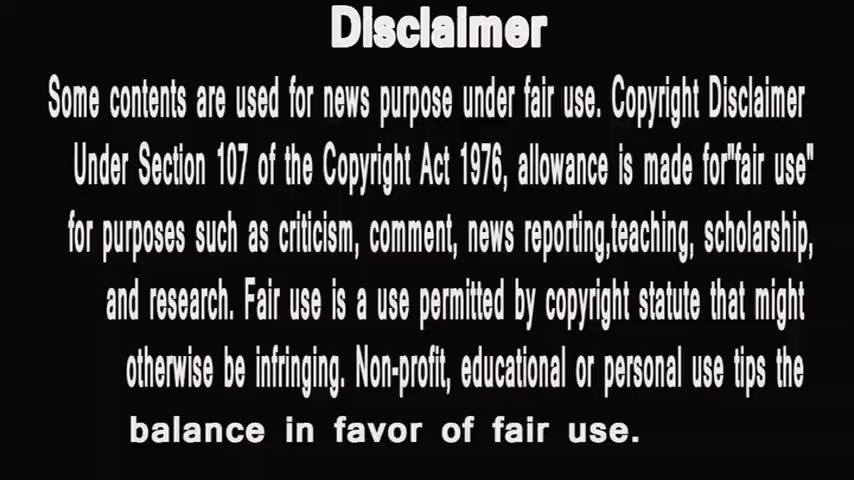 Disclaimer
Some contents are used for news purpose under fair use. Copyright Disclaimer
Under Section 107 of the Copyright Act 1976, allowance is made for"fair use"
for purposes such as criticism, comment, news reporting,teaching, scholarship,
and research. Fair use is a use permitted by copyright statute that might
otherwise be infringing. Non-profit, educational or personal use tips the
balance in favor of fair use.